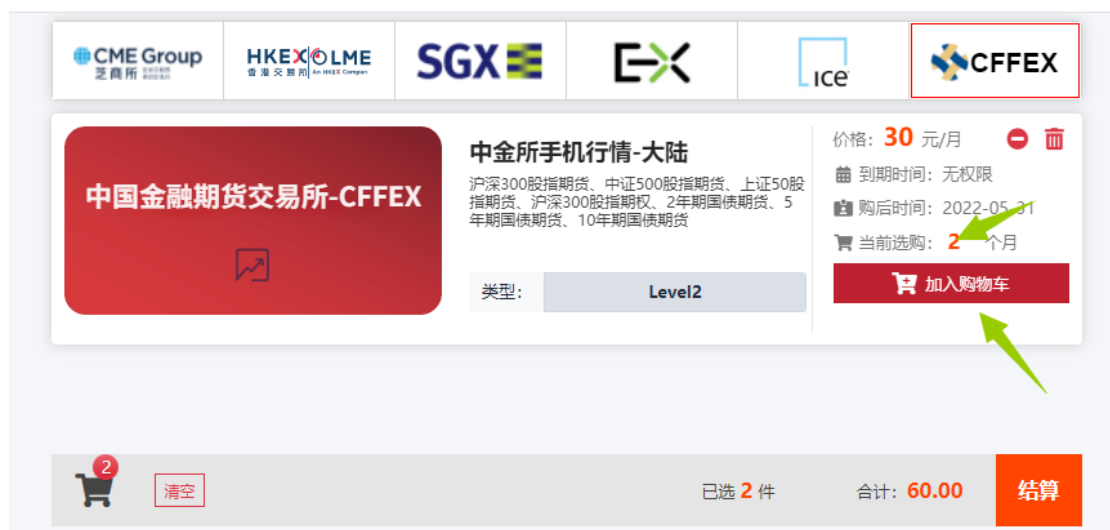 CME Group
芝商所
HKEX LME
香港交易所 An HKEX Company
SGX
EX
ice
CFFEX
中国金融期货交易所-CFFEX
中金所手机行情-大陆
沪深300股指期货、中证500股指期货、上证50股
指期货、沪深300股指期权、2年期国债期货、5
年期国债期货、10年期国债期货
类型:
Level2
价格: 30 元/月
到期时间: 无权限
购后时间: 2022-05-31
当前选购: 2 个月
加入购物车
2
清空
已选 2 件
合计: 60.00
结算